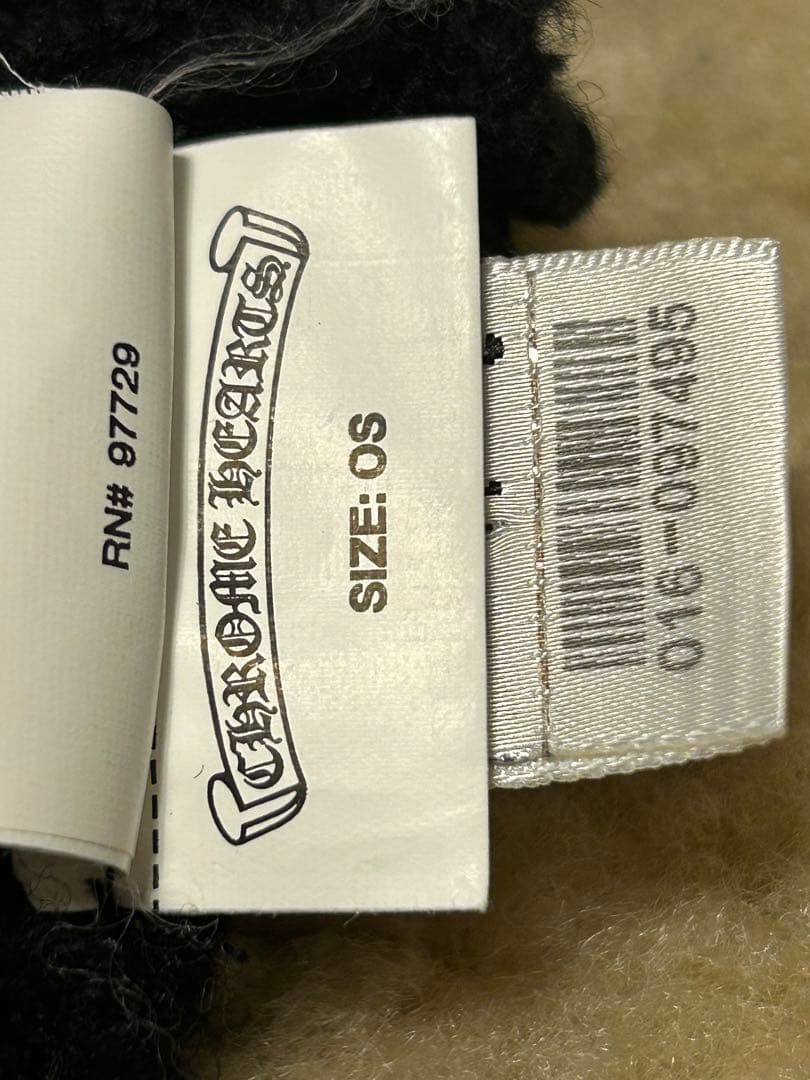 RN# 97729
CHROME HEARTS
SIZE: OS
016-097495